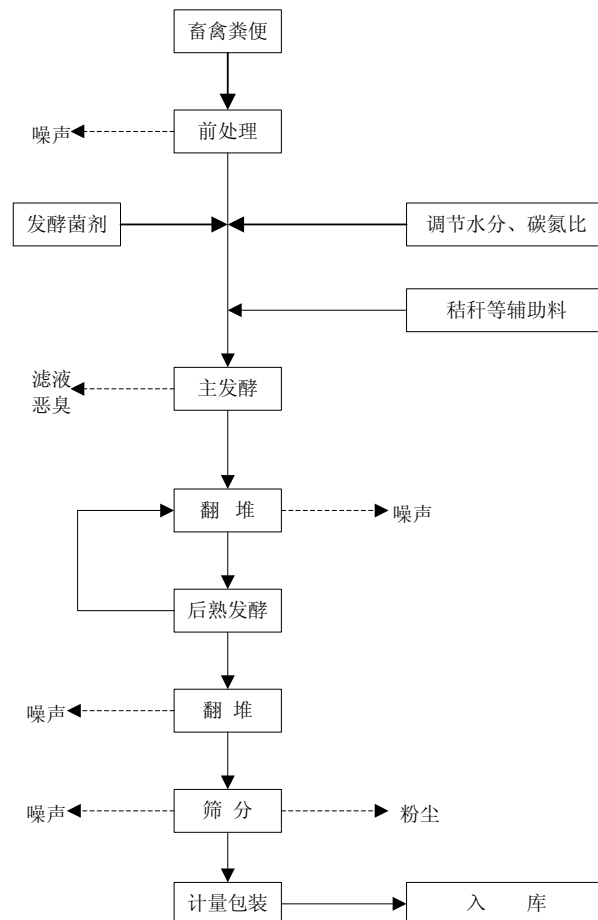 畜禽粪便
噪声
前处理
发酵菌剂
调节水分、碳氮比
秸秆等辅助料
滤液
恶臭
主发酵
翻 堆
噪声
后熟发酵
噪声
翻 堆
噪声
筛 分
粉尘
计量包装
入 库